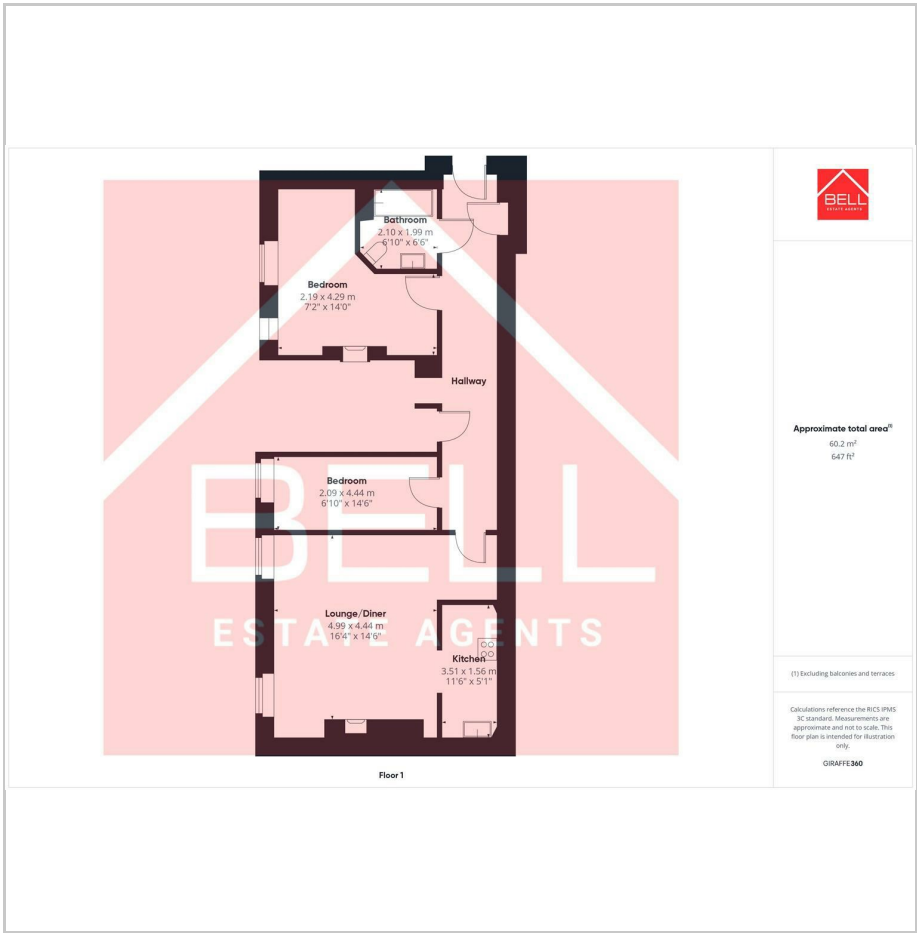 BELL
ESTATE AGENTS
Bathroom
2.10 x 1.99 m
6'10" x 6'6"
Bedroom
2.19 x 4.29 m
7'2" x 14'0"
Hallway
Bedroom
2.09 x 4.44 m
6'10" x 14'6"
BELL
ESTATE AGENTS
Lounge/Diner
4.99 x 4.44 m
16'4" x 14'6"
Kitchen
3.51 x 1.56 m
11'6" x 5'1"
Floor 1
Approximate total area(1)
60.2 m²
647 ft²
(1) Excluding balconies and terraces
Calculations reference the RICS IPMS
3C standard. Measurements are
approximate and not to scale. This
floor plan is intended for illustration
only.
GIRAFFE360